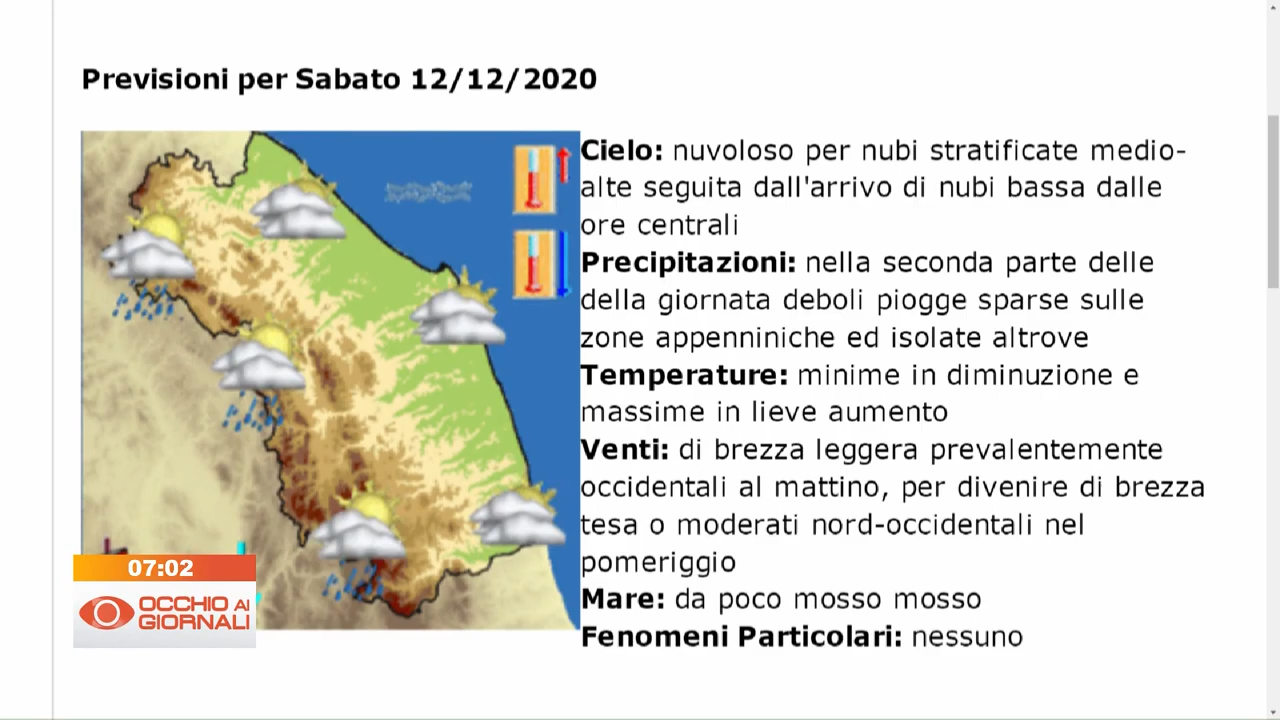 Previsioni per Sabato 12/12/2020
Cielo: nuvoloso per nubi stratificate medio-
alte seguita dall'arrivo di nubi bassa dalle
ore centrali
Precipitazioni: nella seconda parte delle
della giornata deboli piogge sparse sulle
zone appenniniche ed isolate altrove
Temperature: minime in diminuzione e
massime in lieve aumento
Venti: di brezza leggera prevalentemente
occidentali al mattino, per divenire di brezza
tesa o moderati nord-occidentali nel
pomeriggio
Mare: da poco mosso mosso
Fenomeni Particolari: nessuno
07:02
OCCHIO AI
GIORNALI